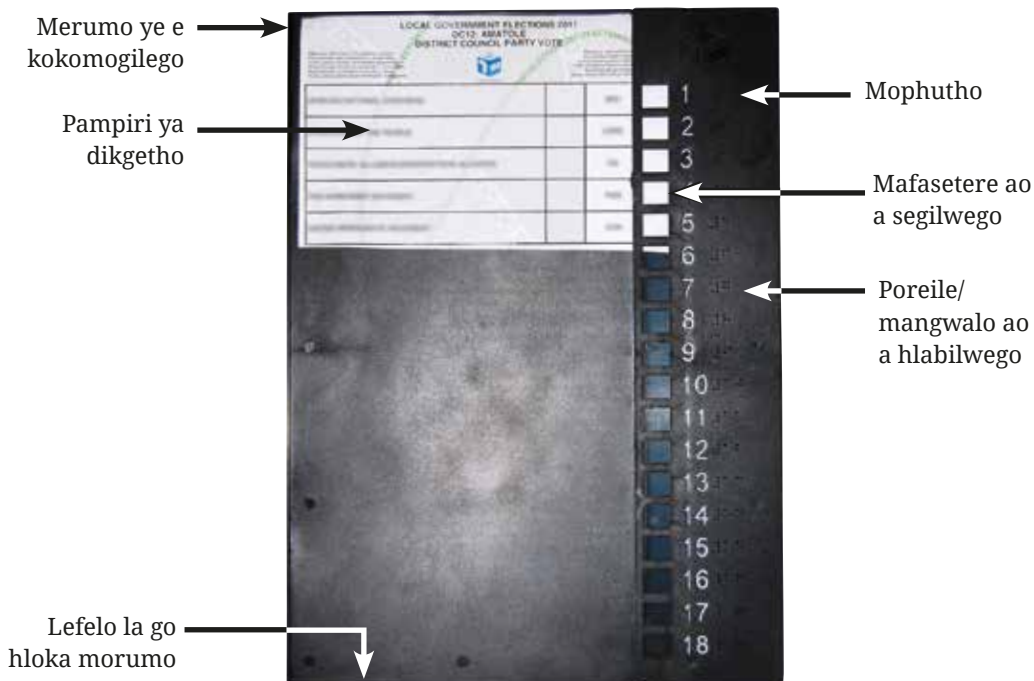 Merumo ye e
kokomogilego
Pampiri ya
dikgetho
Lefelo la go
hloka morumo
LOCAL GOVERNMENT ELECTIONS 2011
DC12: AMATOLE
DISTRICT COUNCIL PARTY VOTE
1
2
3
5
6
7
8
9
10
11
12
13
14
15
16
17
18
Mophutho
Mafasetere ao
a segilwego
Poreile/
mangwalo ao
a hlabilwego